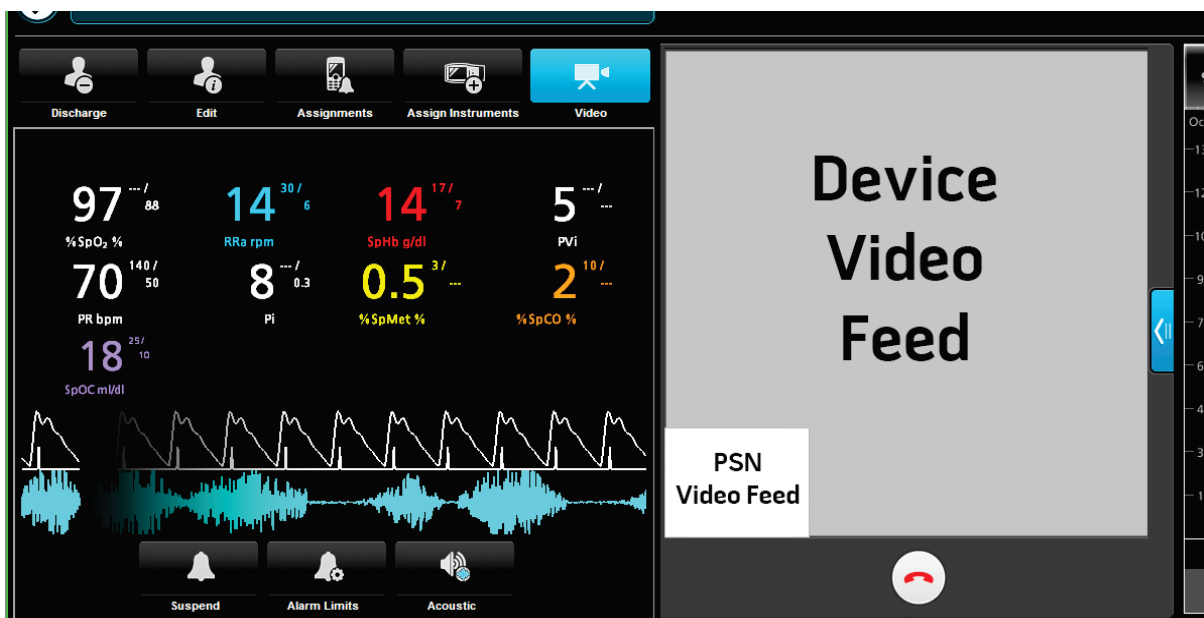 Discharge
Edit
Assignments
Assign Instruments
Video
97 ---/ 88
%SpO₂ %
14 30/ 6
RRa rpm
14 17/ 7
SpHb g/dl
5 ---/ ---
PVi
70 140/ 50
PR bpm
8 ---/ 0.3
Pi
0.5 3/ ---
%SpMet %
2 10/ ---
%SpCO %
18 25/ 10
SpOC ml/dl
Suspend
Alarm Limits
Acoustic
Device
Video
Feed
PSN
Video Feed